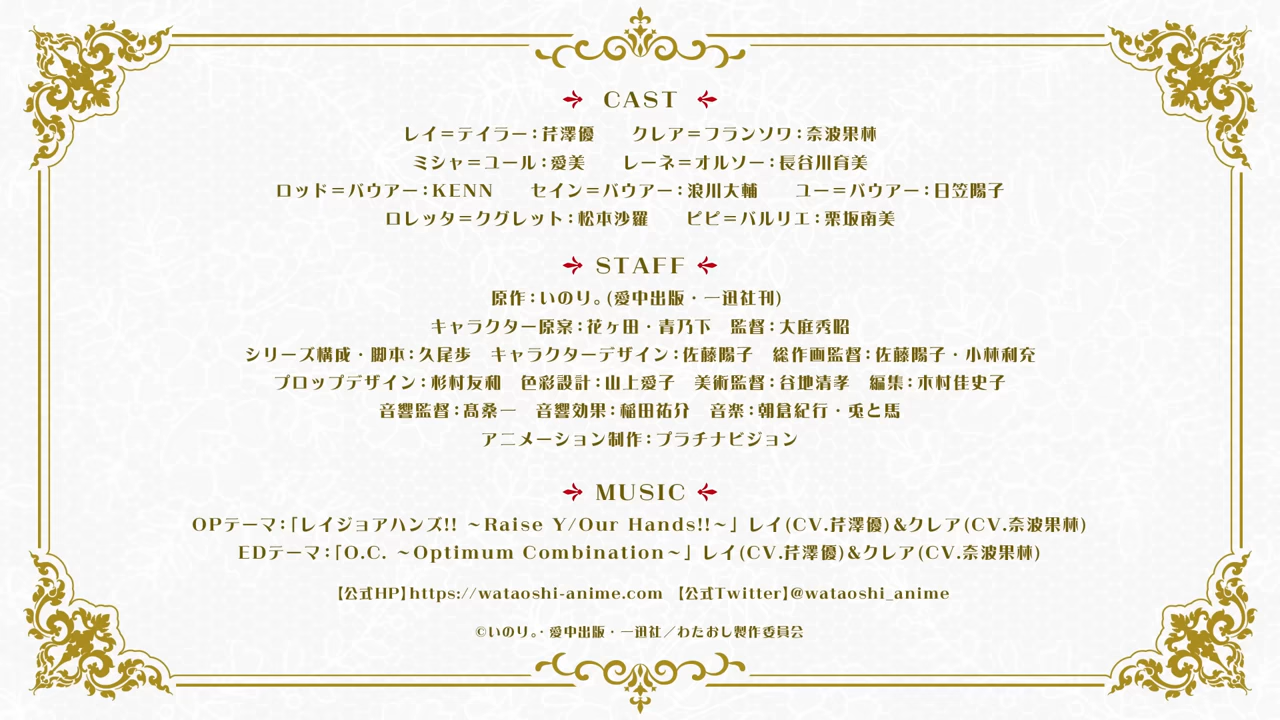 CAST
レイ＝テイラー：芹澤優　　クレア＝フランソワ：奈波果林
ミシャ＝ユール：愛美　　レーネ＝オルソー：長谷川育美
ロッド＝バウアー：KENN　　セイン＝バウアー：浪川大輔　　ユー＝バウアー：日笠陽子
ロレッタ＝クグレット：松本沙羅　　ピピ＝バルリエ：栗坂南美
STAFF
原作：いのり。(愛中出版・一迅社刊)
キャラクター原案：花ヶ田・青乃下　監督：大庭秀昭
シリーズ構成・脚本：久尾歩　キャラクターデザイン：佐藤陽子　総作画監督：佐藤陽子・小林利充
プロップデザイン：杉村友和　色彩設計：山上愛子　美術監督：谷地清孝　編集：木村佳史子
音響監督：髙桑一　音響効果：稲田祐介　音楽：朝倉紀行・兎と馬
アニメーション制作：プラチナビジョン
MUSIC
OPテーマ：「レイジョアハンズ!! ～Raise Y/Our Hands!!～」 レイ(CV.芹澤優)&クレア(CV.奈波果林)
EDテーマ：「O.C. ～Optimum Combination～」 レイ(CV.芹澤優)&クレア(CV.奈波果林)
【公式HP】https://wataoshi-anime.com　【公式Twitter】@wataoshi_anime
©いのり。・愛中出版・一迅社／わたおし製作委員会